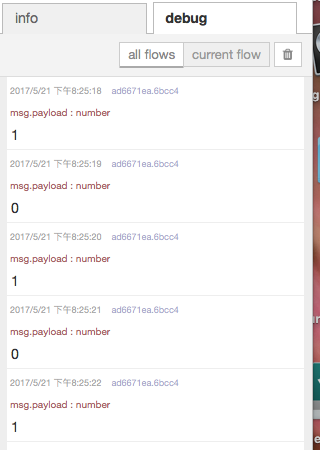 info debug
all flows current flow
2017/5/21 下午8:25:18 ad6671ea.6bcc4
msg.payload : number
1
2017/5/21 下午8:25:19 ad6671ea.6bcc4
msg.payload : number
0
2017/5/21 下午8:25:20 ad6671ea.6bcc4
msg.payload : number
1
2017/5/21 下午8:25:21 ad6671ea.6bcc4
msg.payload : number
0
2017/5/21 下午8:25:22 ad6671ea.6bcc4
msg.payload : number
1